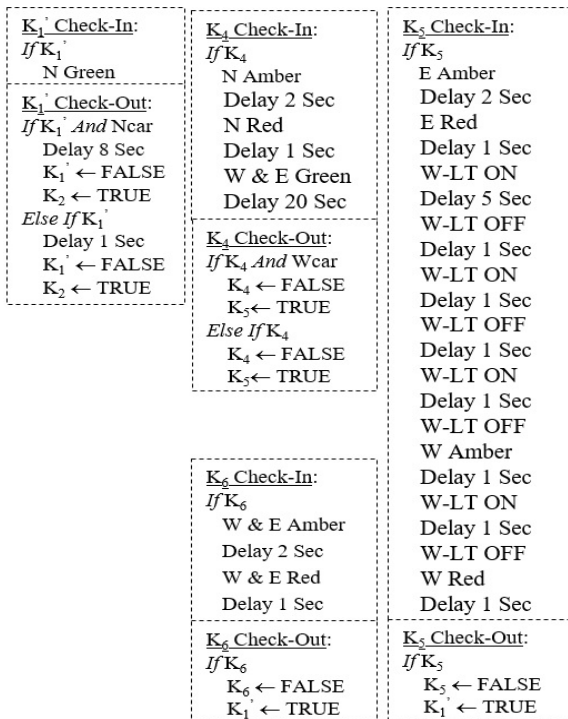 K₁' Check-In:
If K₁'
N Green
K₁' Check-Out:
If K₁' And Ncar
Delay 8 Sec
K₁' ← FALSE
K₂ ← TRUE
Else If K₁'
Delay 1 Sec
K₁' ← FALSE
K₂ ← TRUE
K₄ Check-In:
If K₄
N Amber
Delay 2 Sec
N Red
Delay 1 Sec
W & E Green
Delay 20 Sec
K₄ Check-Out:
If K₄ And Wcar
K₄ ← FALSE
K₅← TRUE
Else If K₄
K₄ ← FALSE
K₅← TRUE
K₆ Check-In:
If K₆
W & E Amber
Delay 2 Sec
W & E Red
Delay 1 Sec
K₆ Check-Out:
If K₆
K₆ ← FALSE
K₁' ← TRUE
K₅ Check-In:
If K₅
E Amber
Delay 2 Sec
E Red
Delay 1 Sec
W-LT ON
Delay 5 Sec
W-LT OFF
Delay 1 Sec
W-LT ON
Delay 1 Sec
W-LT OFF
Delay 1 Sec
W-LT ON
Delay 1 Sec
W-LT OFF
W Amber
Delay 1 Sec
W-LT ON
Delay 1 Sec
W-LT OFF
W Red
Delay 1 Sec
K₅ Check-Out:
If K₅
K₅ ← FALSE
K₁' ← TRUE